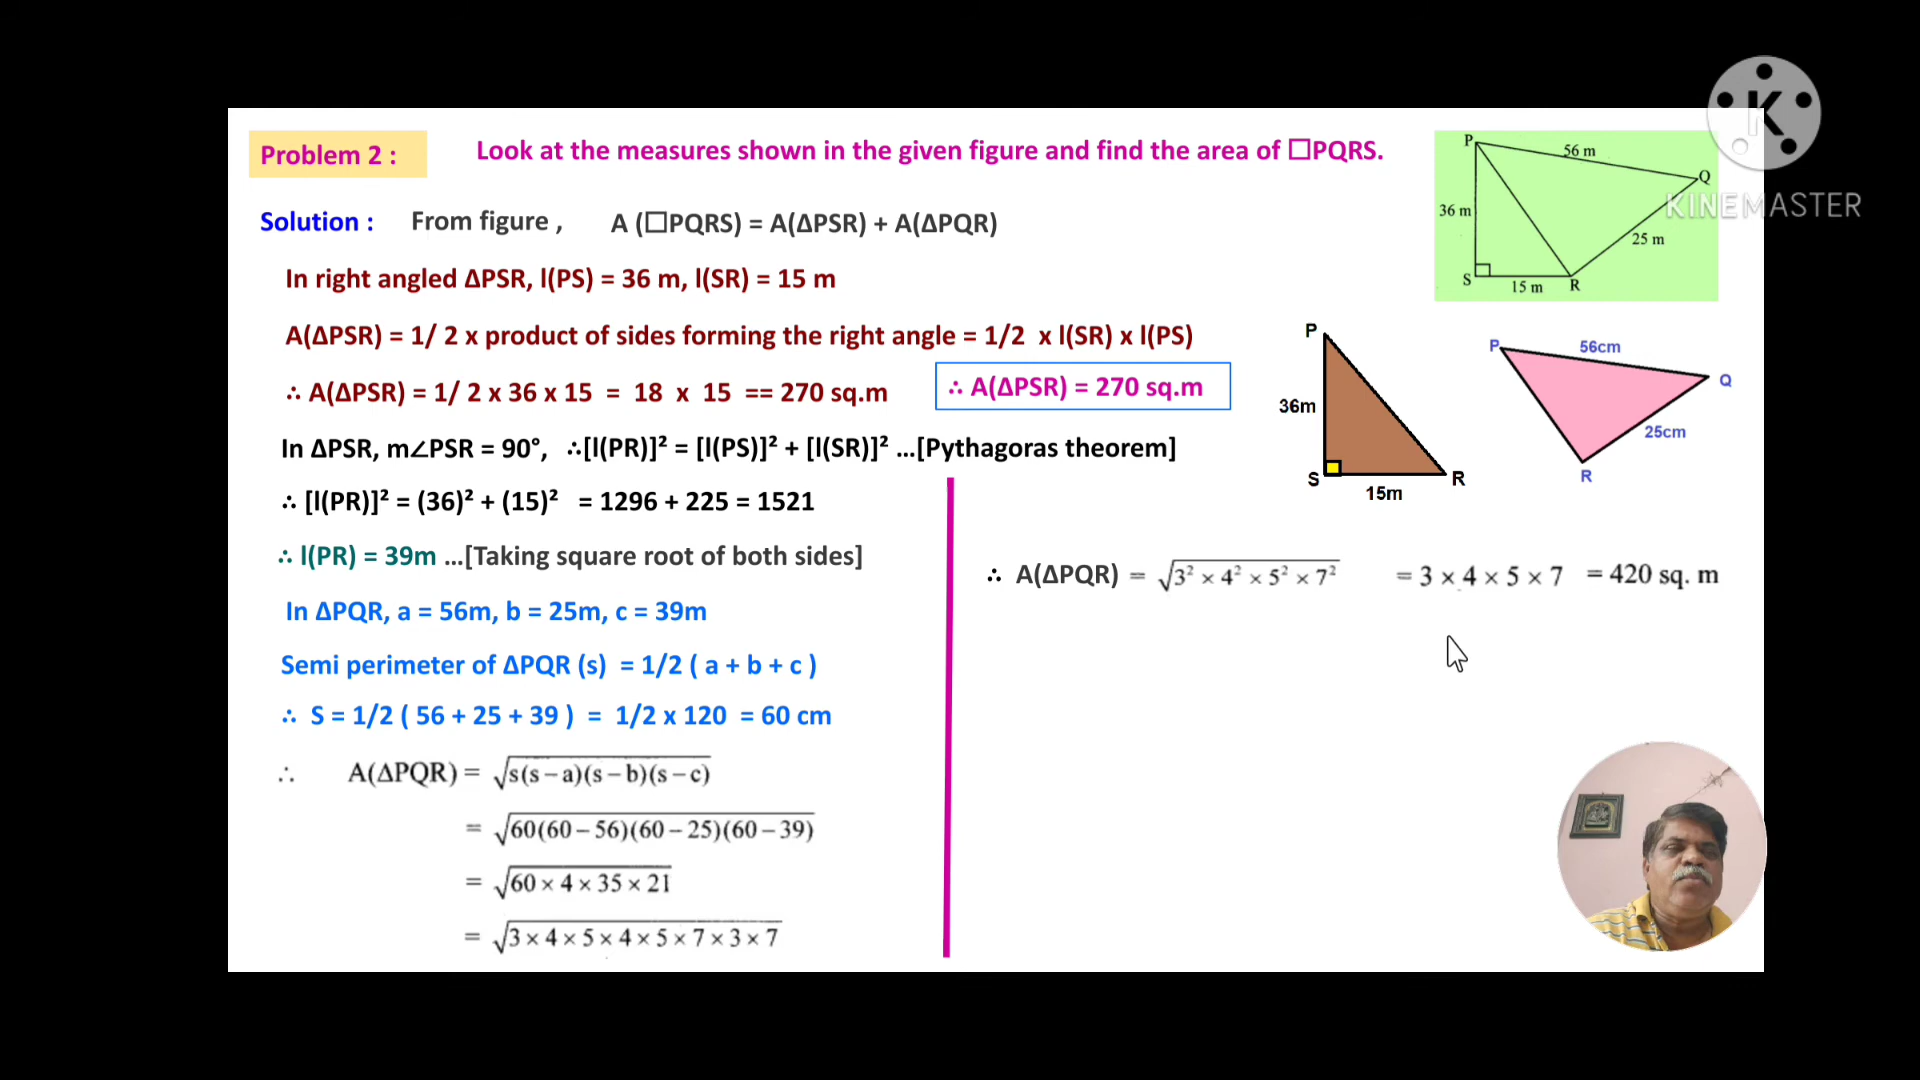 Problem 2 :
Look at the measures shown in the given figure and find the area of □PQRS.
Solution : From figure , A (□PQRS) = A(ΔPSR) + A(ΔPQR)
In right angled ΔPSR, l(PS) = 36 m, l(SR) = 15 m
A(ΔPSR) = 1/ 2 x product of sides forming the right angle = 1/2 x l(SR) x l(PS)
∴ A(ΔPSR) = 1/ 2 x 36 x 15 = 18 x 15 == 270 sq.m
∴ A(ΔPSR) = 270 sq.m
In ΔPSR, m∠PSR = 90°, ∴[l(PR)]² = [l(PS)]² + [l(SR)]² ...[Pythagoras theorem]
∴ [l(PR)]² = (36)² + (15)² = 1296 + 225 = 1521
∴ l(PR) = 39m ...[Taking square root of both sides]
In ΔPQR, a = 56m, b = 25m, c = 39m
Semi perimeter of ΔPQR (s) = 1/2 ( a + b + c )
∴ S = 1/2 ( 56 + 25 + 39 ) = 1/2 x 120 = 60 cm
∴ A(ΔPQR) = √s(s – a)(s – b)(s – c)
= √60(60 – 56)(60 – 25)(60 – 39)
= √60 × 4 × 35 × 21
= √3 × 4 × 5 × 4 × 5 × 7 × 3 × 7
∴ A(ΔPQR) = √3² × 4² × 5² × 7² = 3 × 4 × 5 × 7 = 420 sq. m
P
56 m
Q
36 m
25 m
S
15 m
R
P
36m
S
15m
R
P
56cm
Q
25cm
R
K
KINEMASTER